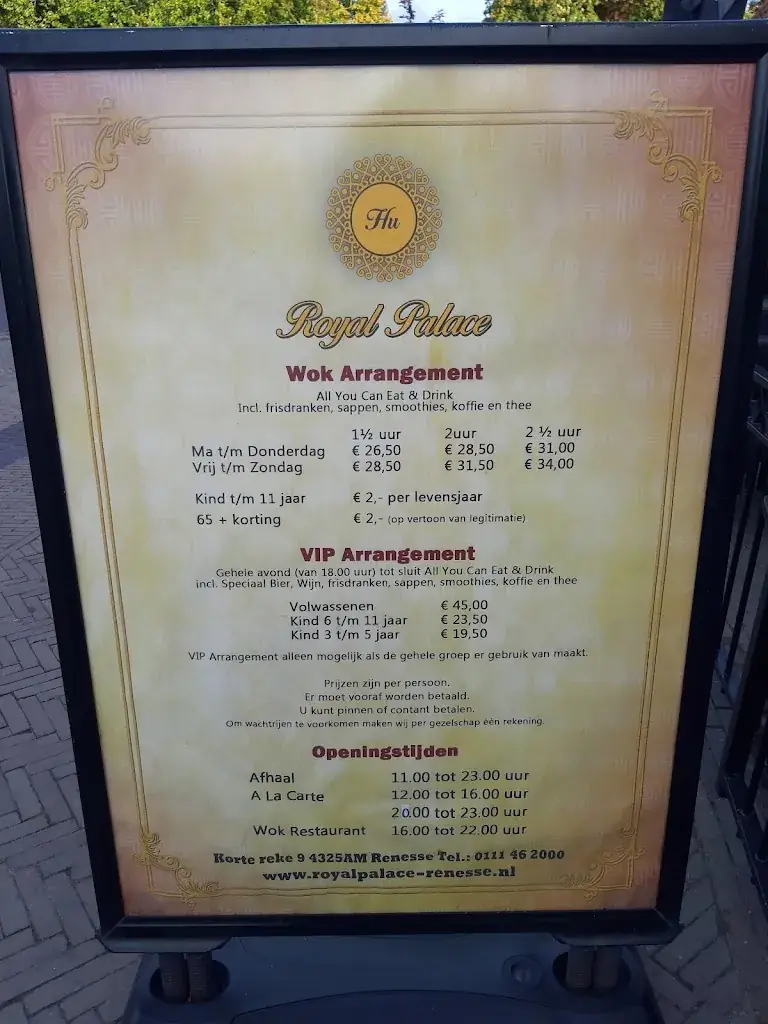 Hu
Royal Palace
Wok Arrangement
All You Can Eat & Drink
Incl. frisdranken, sappen, smoothies, koffie en thee
1½ uur 2uur 2 ½ uur
Ma t/m Donderdag € 26,50 € 28,50 € 31,00
Vrij t/m Zondag € 28,50 € 31,50 € 34,00
Kind t/m 11 jaar € 2,- per levensjaar
65 + korting € 2,- (op vertoon van legitimatie)
VIP Arrangement
Gehele avond (van 18.00 uur) tot sluit All You Can Eat & Drink
incl. Speciaal Bier, Wijn, frisdranken, sappen, smoothies, koffie en thee
Volwassenen € 45,00
Kind 6 t/m 11 jaar € 23,50
Kind 3 t/m 5 jaar € 19,50
VIP Arrangement alleen mogelijk als de gehele groep er gebruik van maakt.
Prijzen zijn per persoon.
Er moet vooraf worden betaald.
U kunt pinnen of contant betalen.
Om wachtrijen te voorkomen maken wij per gezelschap één rekening.
Openingstijden
Afhaal 11.00 tot 23.00 uur
A La Carte 12.00 tot 16.00 uur
20.00 tot 23.00 uur
Wok Restaurant 16.00 tot 22.00 uur
Korte reke 9 4325AM Renesse Tel.: 0111 46 2000
www.royalpalace-renesse.nl